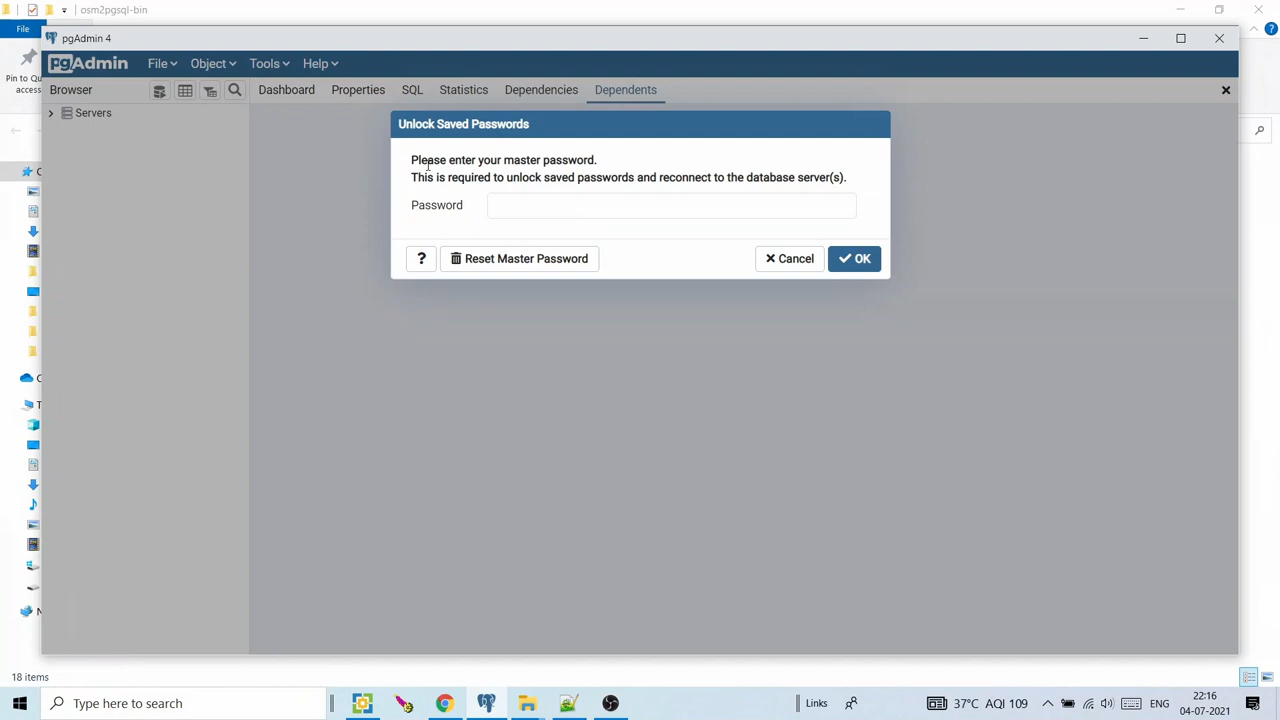 osm2pgsql-bin
File
Pin to Qu
access
pgAdmin 4
pgAdmin
File
Object
Tools
Help
Browser
Dashboard
Properties
SQL
Statistics
Dependencies
Dependents
Servers
Unlock Saved Passwords
Please enter your master password.
This is required to unlock saved passwords and reconnect to the database server(s).
Password
?
Reset Master Password
Cancel
OK
18 items
Type here to search
37°C AQI 109
ENG
22:16
04-07-2021